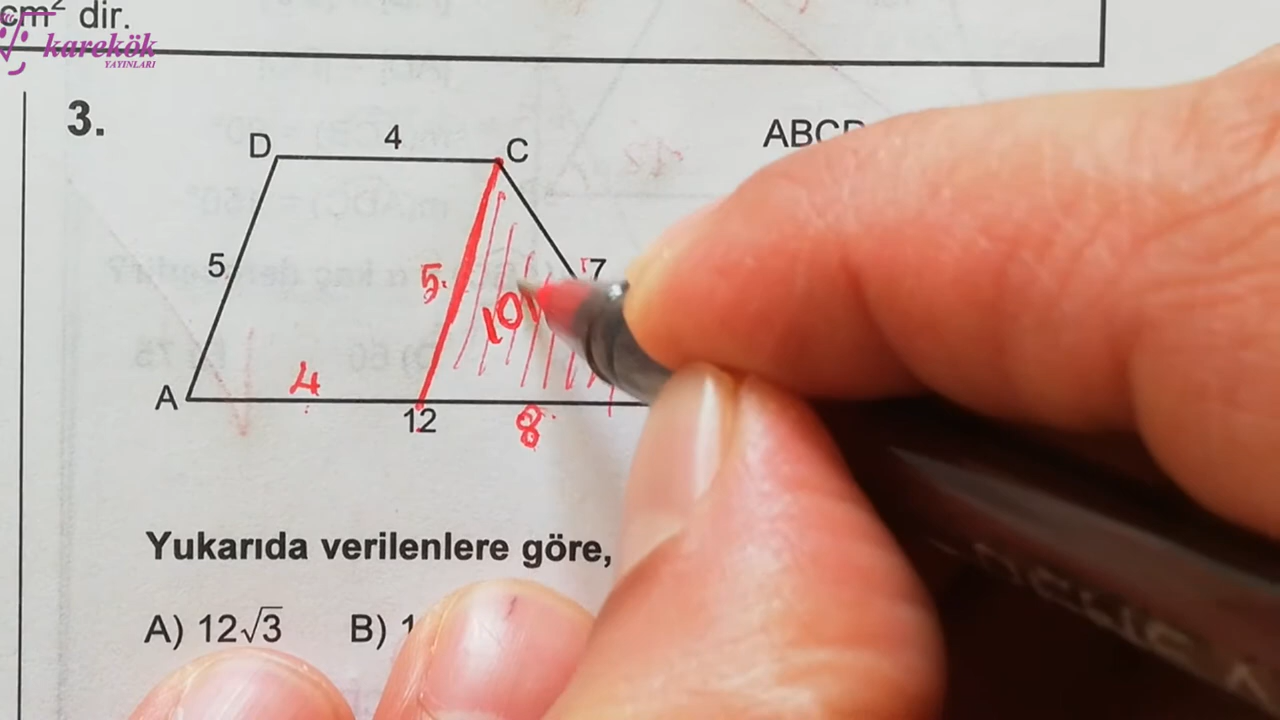 cm² dir.
karekök
YAYINLARI
3.
D 4 C
ABCD
5 5 7
10
A 4 12 8
Yukarıda verilenlere göre,
A) 12√3 B) 1